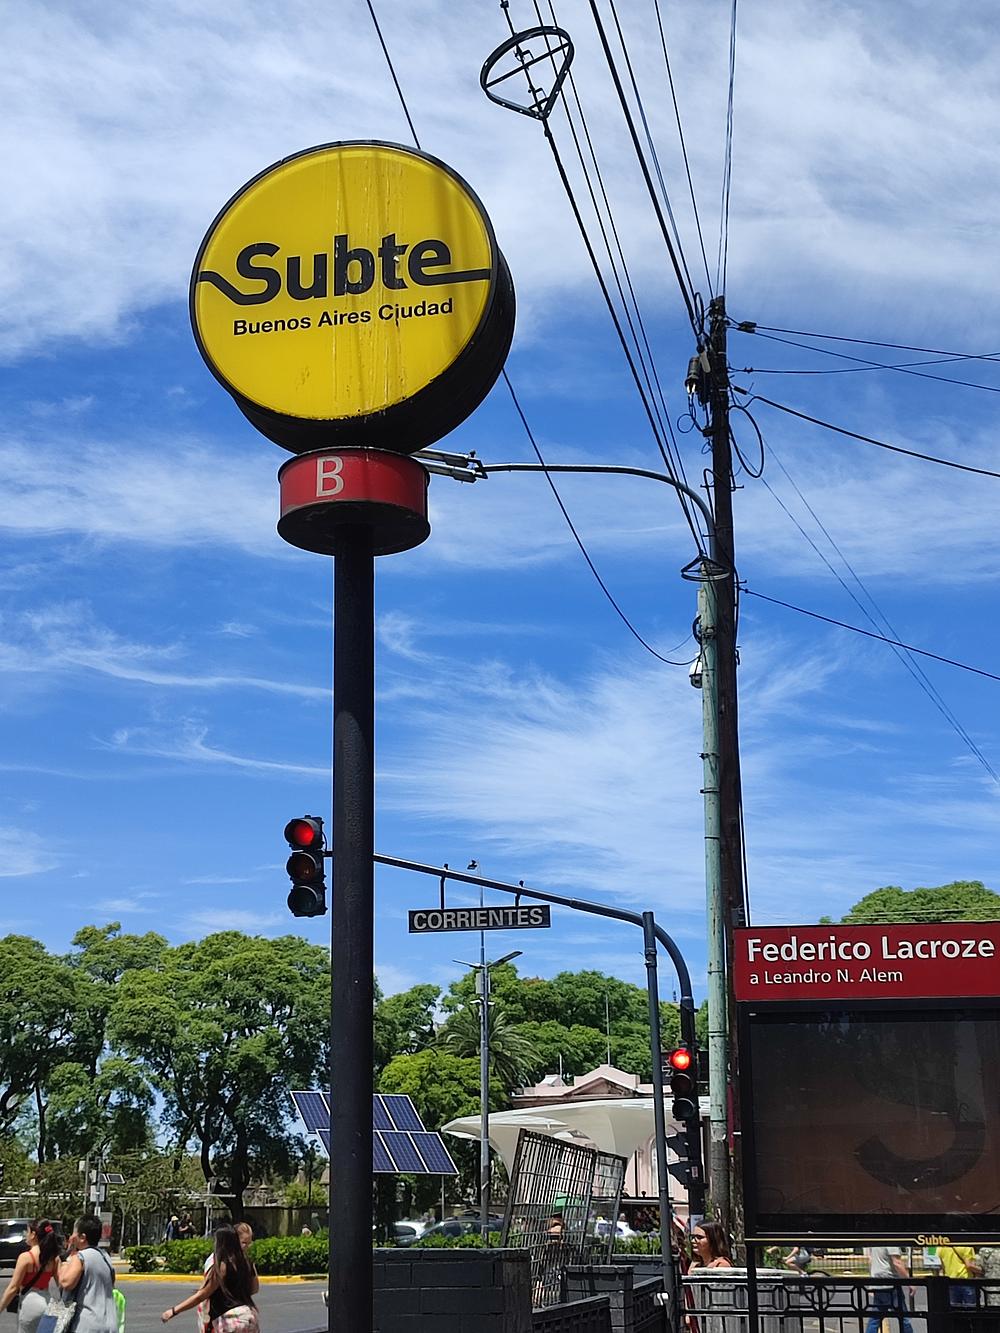 Subte
Buenos Aires Ciudad
B
CORRIENTES
Federico Lacroze
a Leandro N. Alem
Subte